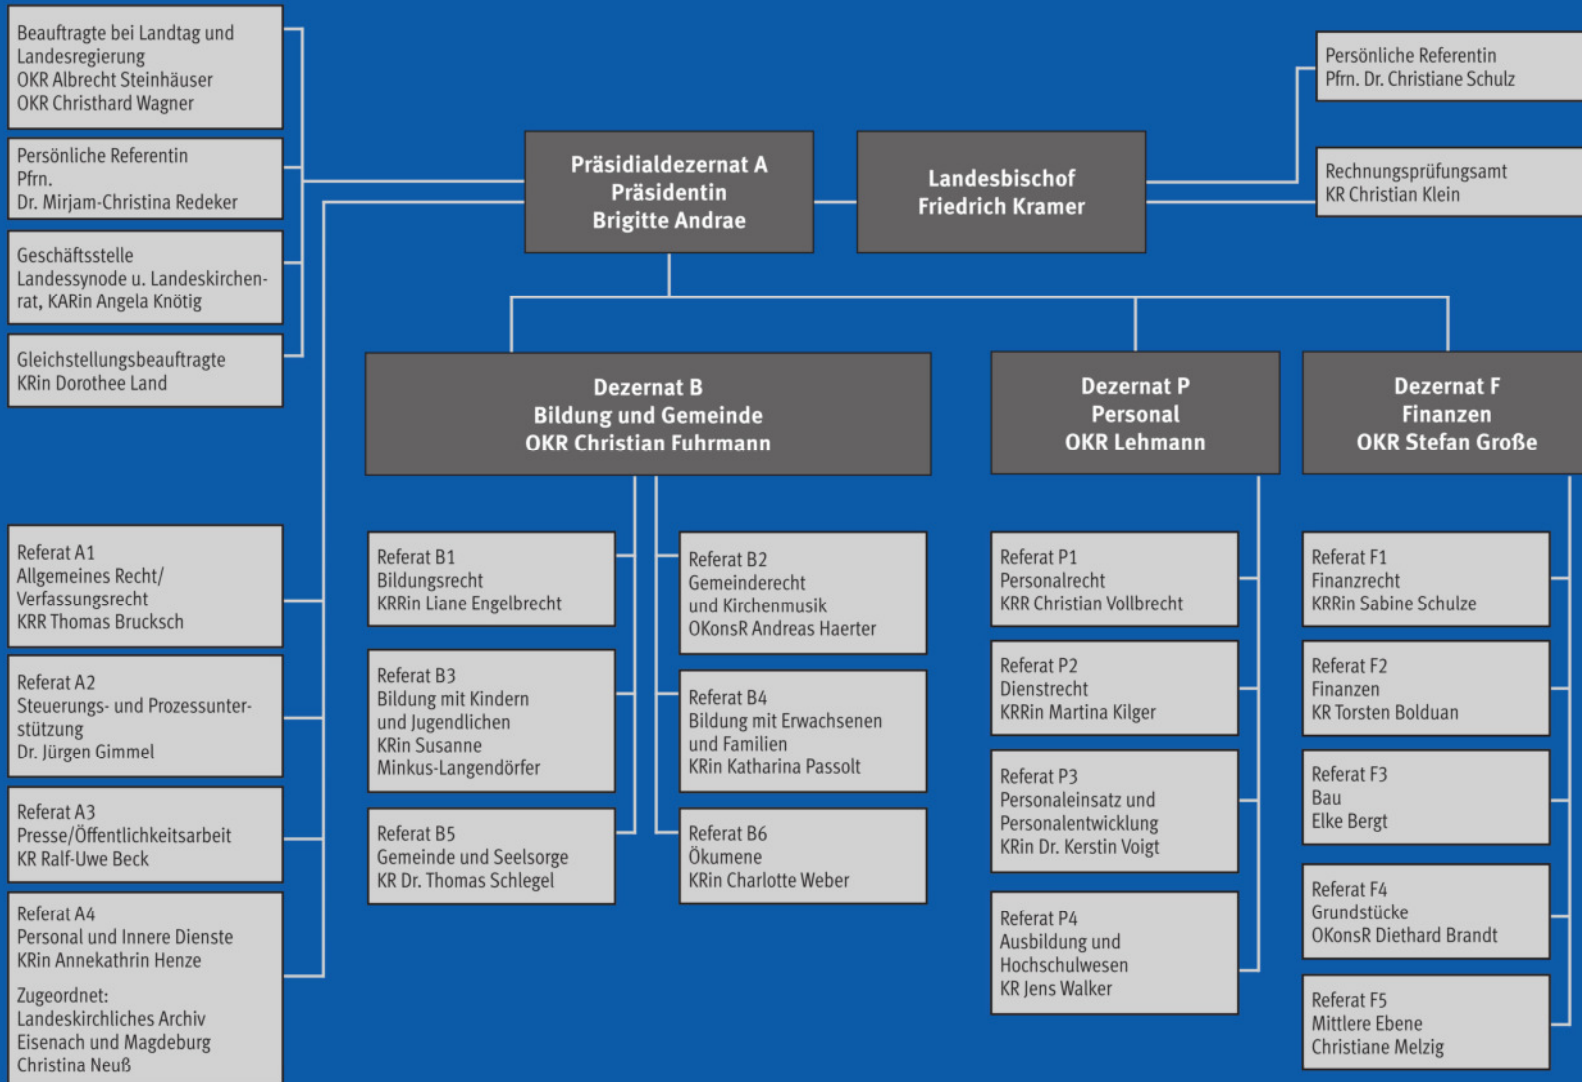 Beauftragte bei Landtag und
Landesregierung
OKR Albrecht Steinhäuser
OKR Christhard Wagner
Persönliche Referentin
Pfrn.
Dr. Mirjam-Christina Redeker
Geschäftsstelle
Landessynode u. Landeskirchen-
rat, KARin Angela Knötig
Gleichstellungsbeauftragte
KRin Dorothee Land
Präsidialdezernat A
Präsidentin
Brigitte Andrae
Landesbischof
Friedrich Kramer
Persönliche Referentin
Pfrn. Dr. Christiane Schulz
Rechnungsprüfungsamt
KR Christian Klein
Referat A1
Allgemeines Recht/
Verfassungsrecht
KRR Thomas Brucksch
Referat A2
Steuerungs- und Prozessunter-
stützung
Dr. Jürgen Gimmel
Referat A3
Presse/Öffentlichkeitsarbeit
KR Ralf-Uwe Beck
Referat A4
Personal und Innere Dienste
KRin Annekathrin Henze
Zugeordnet:
Landeskirchliches Archiv
Eisenach und Magdeburg
Christina Neuß
Dezernat B
Bildung und Gemeinde
OKR Christian Fuhrmann
Referat B1
Bildungsrecht
KRRin Liane Engelbrecht
Referat B2
Gemeinderecht
und Kirchenmusik
OKonsR Andreas Haerter
Referat B3
Bildung mit Kindern
und Jugendlichen
KRin Susanne
Minkus-Langendörfer
Referat B4
Bildung mit Erwachsenen
und Familien
KRin Katharina Passolt
Referat B5
Gemeinde und Seelsorge
KR Dr. Thomas Schlegel
Referat B6
Ökumene
KRin Charlotte Weber
Dezernat P
Personal
OKR Lehmann
Referat P1
Personalrecht
KRR Christian Vollbrecht
Referat P2
Dienstrecht
KRRin Martina Kilger
Referat P3
Personaleinsatz und
Personalentwicklung
KRin Dr. Kerstin Voigt
Referat P4
Ausbildung und
Hochschulwesen
KR Jens Walker
Dezernat F
Finanzen
OKR Stefan Große
Referat F1
Finanzrecht
KRRin Sabine Schulze
Referat F2
Finanzen
KR Torsten Bolduan
Referat F3
Bau
Elke Bergt
Referat F4
Grundstücke
OKonsR Diethard Brandt
Referat F5
Mittlere Ebene
Christiane Melzig